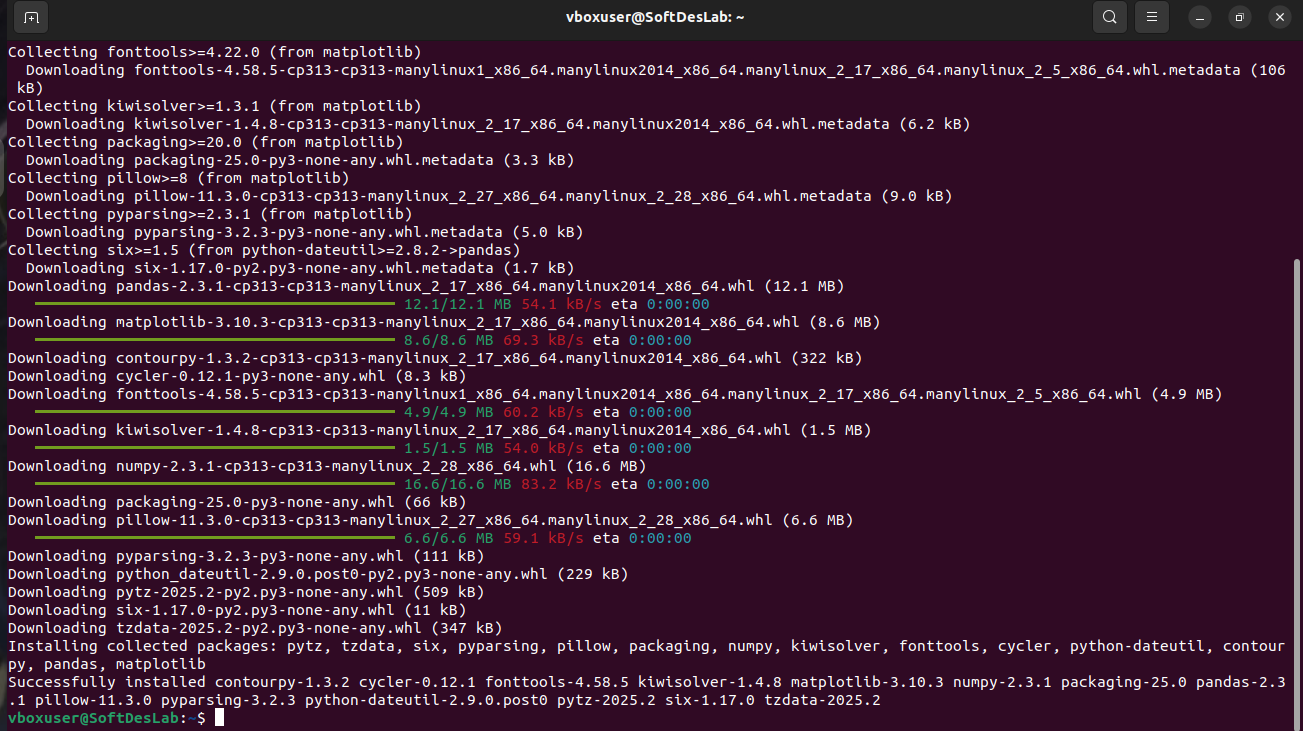 vboxuser@SoftDesLab: ~
Collecting fonttools>=4.22.0 (from matplotlib)
  Downloading fonttools-4.58.5-cp313-cp313-manylinux1_x86_64.manylinux2014_x86_64.manylinux_2_17_x86_64.manylinux_2_5_x86_64.whl.metadata (106
 kB)
Collecting kiwisolver>=1.3.1 (from matplotlib)
  Downloading kiwisolver-1.4.8-cp313-cp313-manylinux_2_17_x86_64.manylinux2014_x86_64.whl.metadata (6.2 kB)
Collecting packaging>=20.0 (from matplotlib)
  Downloading packaging-25.0-py3-none-any.whl.metadata (3.3 kB)
Collecting pillow>=8 (from matplotlib)
  Downloading pillow-11.3.0-cp313-cp313-manylinux_2_27_x86_64.manylinux_2_28_x86_64.whl.metadata (9.0 kB)
Collecting pyparsing>=2.3.1 (from matplotlib)
  Downloading pyparsing-3.2.3-py3-none-any.whl.metadata (5.0 kB)
Collecting six>=1.5 (from python-dateutil>=2.8.2->pandas)
  Downloading six-1.17.0-py2.py3-none-any.whl.metadata (1.7 kB)
Downloading pandas-2.3.1-cp313-cp313-manylinux_2_17_x86_64.manylinux2014_x86_64.whl (12.1 MB)
12.1/12.1 MB 54.1 kB/s eta 0:00:00
Downloading matplotlib-3.10.3-cp313-cp313-manylinux_2_17_x86_64.manylinux2014_x86_64.whl (8.6 MB)
8.6/8.6 MB 69.3 kB/s eta 0:00:00
Downloading contourpy-1.3.2-cp313-cp313-manylinux_2_17_x86_64.manylinux2014_x86_64.whl (322 kB)
Downloading cycler-0.12.1-py3-none-any.whl (8.3 kB)
Downloading fonttools-4.58.5-cp313-cp313-manylinux1_x86_64.manylinux2014_x86_64.manylinux_2_17_x86_64.manylinux_2_5_x86_64.whl (4.9 MB)
4.9/4.9 MB 60.2 kB/s eta 0:00:00
Downloading kiwisolver-1.4.8-cp313-cp313-manylinux_2_17_x86_64.manylinux2014_x86_64.whl (1.5 MB)
1.5/1.5 MB 54.0 kB/s eta 0:00:00
Downloading numpy-2.3.1-cp313-cp313-manylinux_2_28_x86_64.whl (16.6 MB)
16.6/16.6 MB 83.2 kB/s eta 0:00:00
Downloading packaging-25.0-py3-none-any.whl (66 kB)
Downloading pillow-11.3.0-cp313-cp313-manylinux_2_27_x86_64.manylinux_2_28_x86_64.whl (6.6 MB)
6.6/6.6 MB 59.1 kB/s eta 0:00:00
Downloading pyparsing-3.2.3-py3-none-any.whl (111 kB)
Downloading python_dateutil-2.9.0.post0-py2.py3-none-any.whl (229 kB)
Downloading pytz-2025.2-py2.py3-none-any.whl (509 kB)
Downloading six-1.17.0-py2.py3-none-any.whl (11 kB)
Downloading tzdata-2025.2-py2.py3-none-any.whl (347 kB)
Installing collected packages: pytz, tzdata, six, pyparsing, pillow, packaging, numpy, kiwisolver, fonttools, cycler, python-dateutil, contour
py, pandas, matplotlib
Successfully installed contourpy-1.3.2 cycler-0.12.1 fonttools-4.58.5 kiwisolver-1.4.8 matplotlib-3.10.3 numpy-2.3.1 packaging-25.0 pandas-2.3
.1 pillow-11.3.0 pyparsing-3.2.3 python-dateutil-2.9.0.post0 pytz-2025.2 six-1.17.0 tzdata-2025.2
vboxuser@SoftDesLab:~$